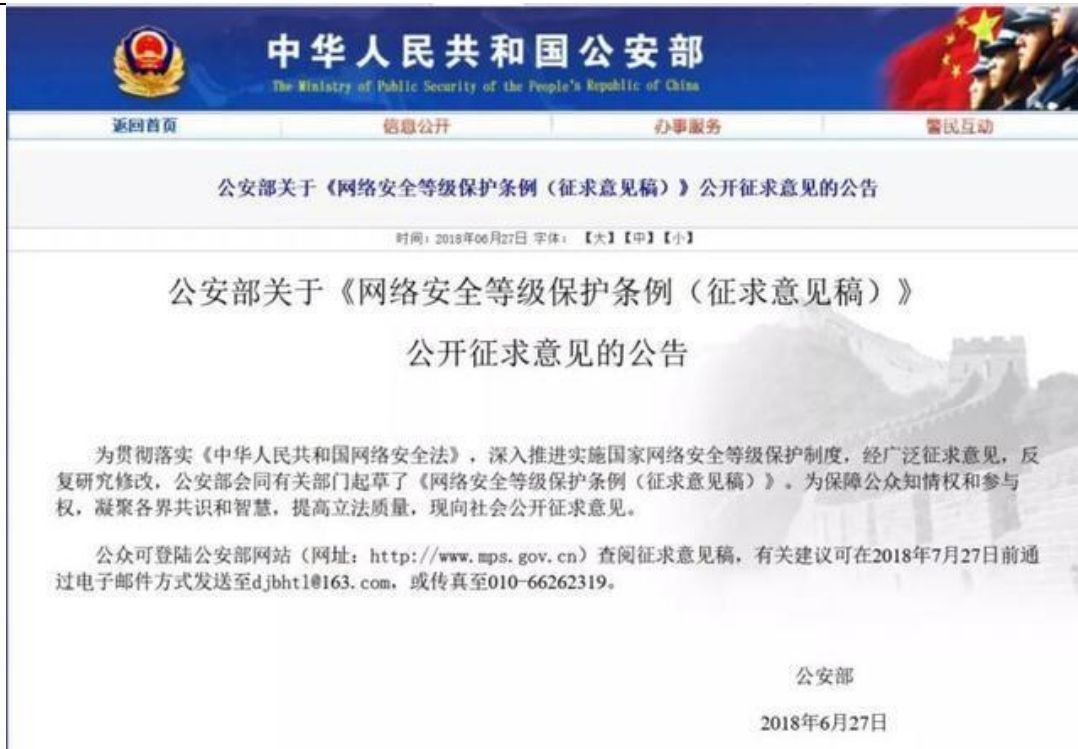 中华人民共和国公安部
The Ministry of Public Security of the People's Republic of China
返回首页 信息公开 办事服务 警民互动
公安部关于《网络安全等级保护条例（征求意见稿）》公开征求意见的公告
时间：2018年06月27日 字体：【大】【中】【小】
公安部关于《网络安全等级保护条例（征求意见稿）》
公开征求意见的公告
为贯彻落实《中华人民共和国网络安全法》，深入推进实施国家网络安全等级保护制度，经广泛征求意见，反
复研究修改，公安部会同有关部门起草了《网络安全等级保护条例（征求意见稿）》。为保障公众知情权和参与
权，凝聚各界共识和智慧，提高立法质量，现向社会公开征求意见。
公众可登陆公安部网站（网址：http://www.mps.gov.cn）查阅征求意见稿，有关建议可在2018年7月27日前通
过电子邮件方式发送至djbhtl@163.com，或传真至010-66262319。
公安部
2018年6月27日